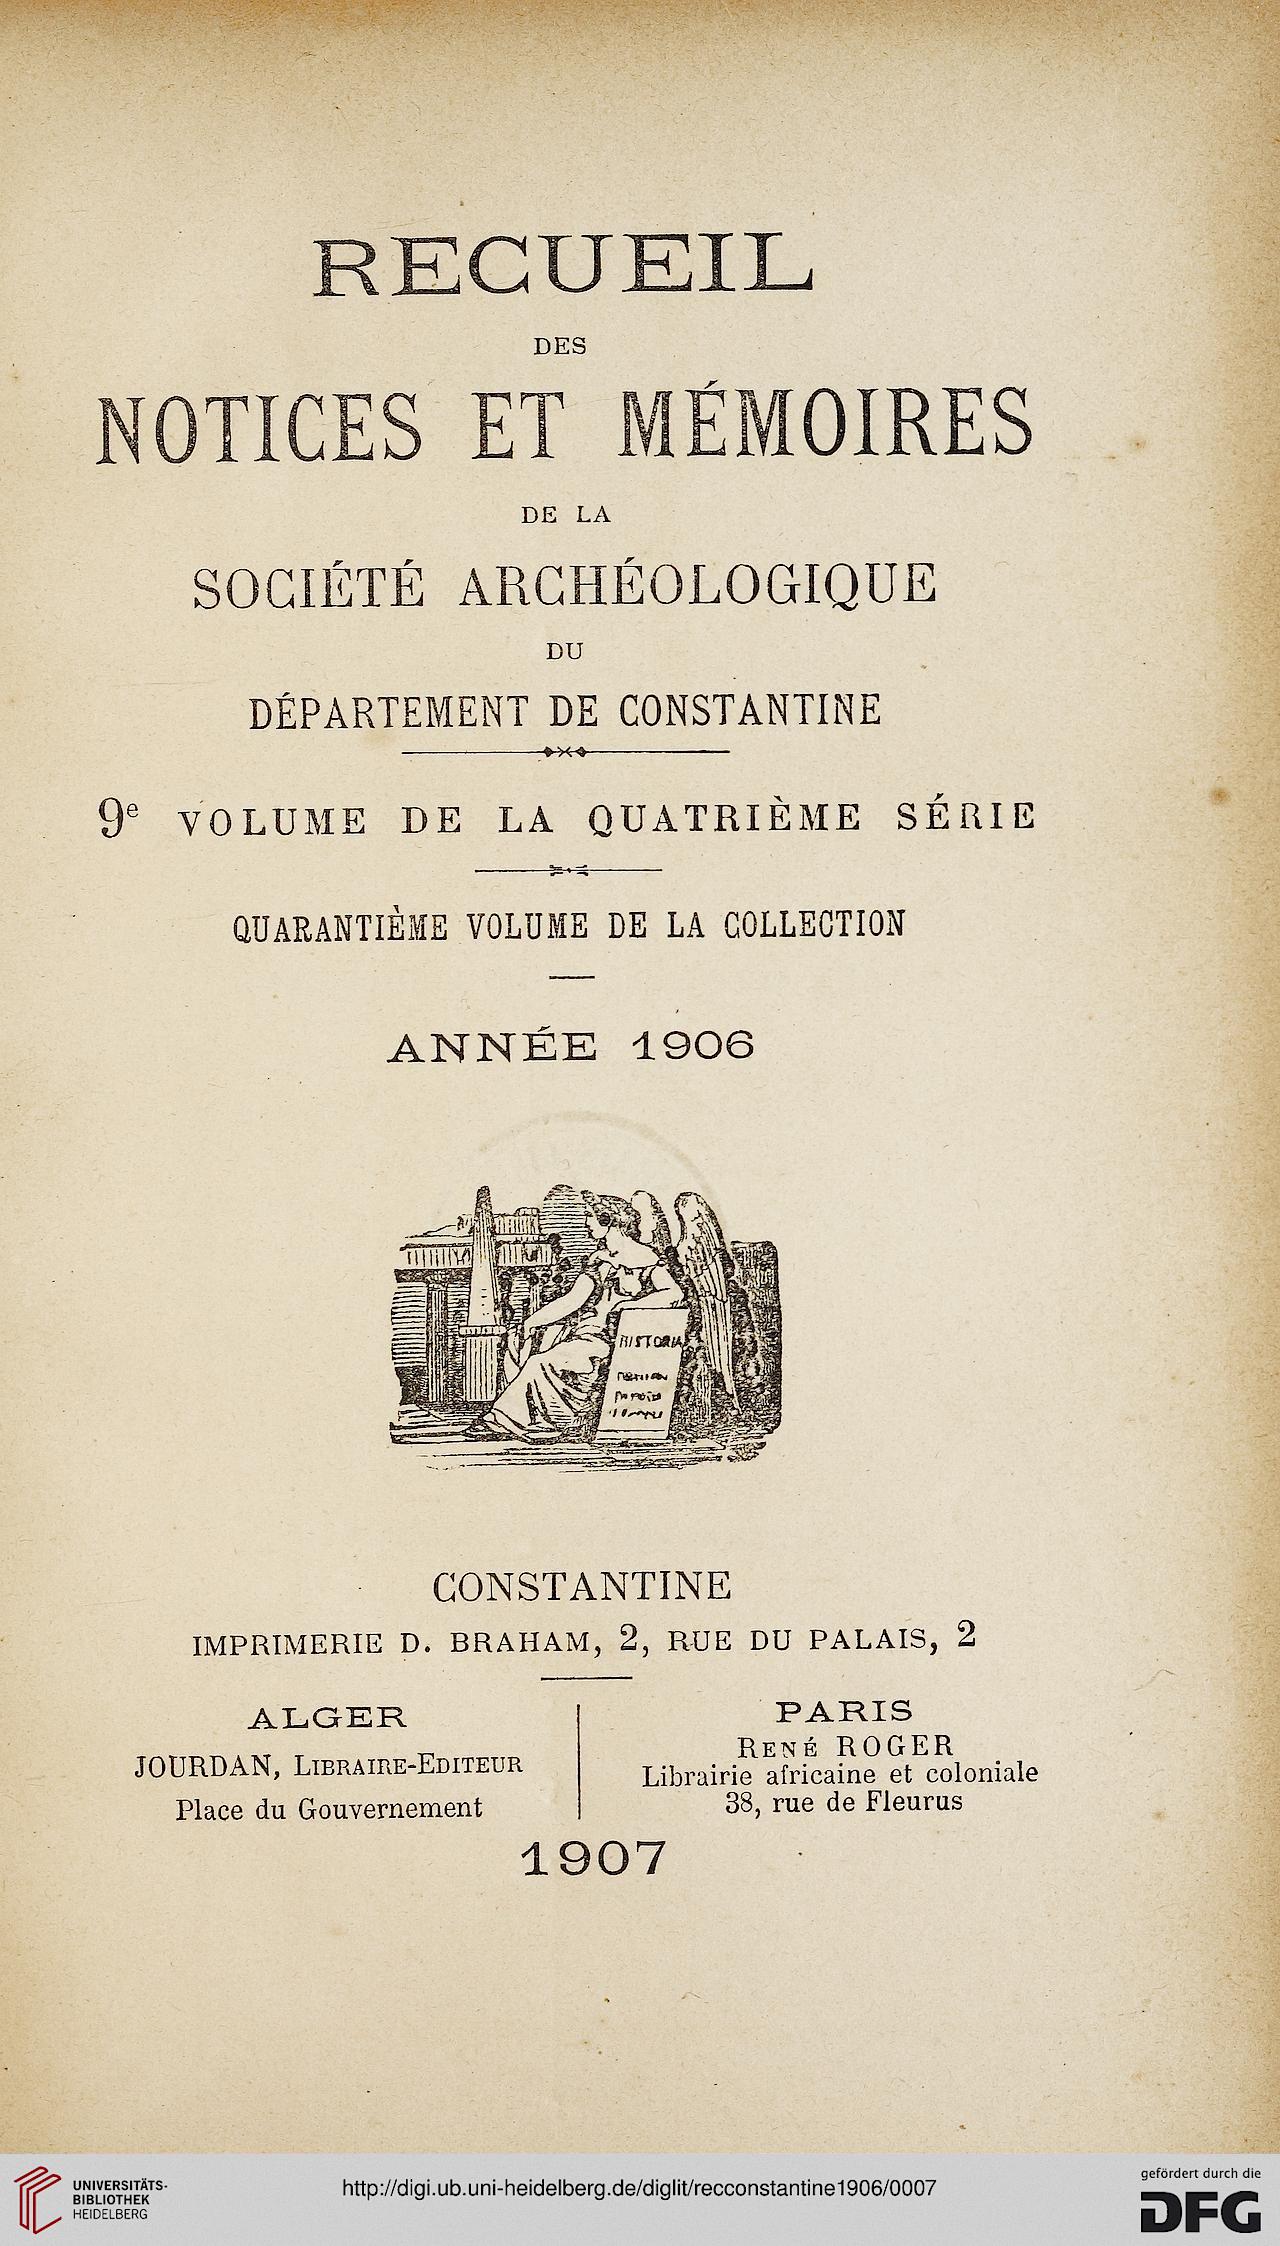 RECUEIL
DES
NOTICES ET MÉMOIRES
DE LA
SOCIÉTÉ ARCHÉOLOGIQUE
DU
DÉPARTEMENT DE CONSTANTINE
9e VOLUME DE LA QUATRIÈME SÉRIE
QUARANTIÈME VOLUME DE LA COLLECTION
ANNÉE 1906
HISTORIA
CONSTANTINE
IMPRIMERIE D. BRAHAM, 2, RUE DU PALAIS, 2
ALGER
JOURDAN, LIBRAIRE-EDITEUR
Place du Gouvernement
PARIS
RENÉ ROGER
Librairie africaine et coloniale
38, rue de Fleurus
1907
UNIVERSITÄTS-
BIBLIOTHEK
HEIDELBERG
http://digi.ub.uni-heidelberg.de/diglit/recconstantine1906/0007
gefördert durch die
DFG